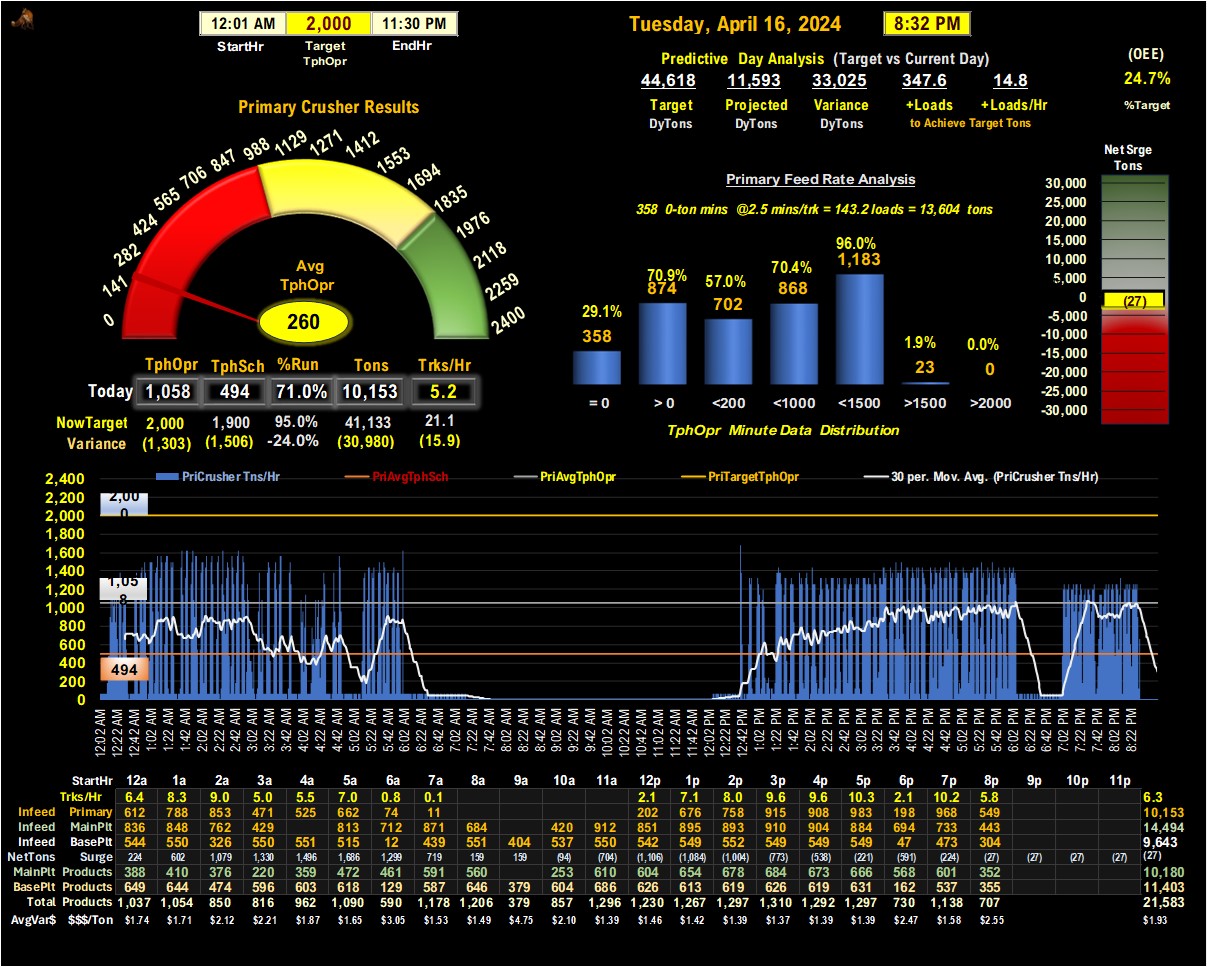 12:01 AM 2,000 11:30 PM
StartHr Target TphOpr EndHr
Tuesday, April 16, 2024 8:32 PM
Predictive Day Analysis (Target vs Current Day)
44,618 11,593 33,025 347.6 14.8
Target Projected Variance +Loads +Loads/Hr
DyTons DyTons DyTons to Achieve Target Tons
(OEE)
24.7%
%Target
Primary Crusher Results
0 141 282 424 565 706 847 988 1129 1271 1412 1553 1694 1835 1976 2118 2259 2400
Avg
TphOpr
260
TphOpr TphSch %Run Tons Trks/Hr
Today 1,058 494 71.0% 10,153 5.2
NowTarget 2,000 1,900 95.0% 41,133 21.1
Variance (1,303) (1,506) -24.0% (30,980) (15.9)
Primary Feed Rate Analysis
358 0-ton mins @2.5 mins/trk = 143.2 loads = 13,604 tons
29.1% 70.9% 57.0% 70.4% 96.0% 1.9% 0.0%
358 874 702 868 1,183 23 0
= 0 > 0 <200 <1000 <1500 >1500 >2000
TphOpr Minute Data Distribution
Net Srge
Tons
30,000
25,000
20,000
15,000
10,000
5,000
0
(27)
-5,000
-10,000
-15,000
-20,000
-25,000
-30,000
PriCrusher Tns/Hr PriAvgTphSch PriAvgTphOpr PriTargetTphOpr 30 per. Mov. Avg. (PriCrusher Tns/Hr)
2,400
2,200
2,000
1,800
1,600
1,400
1,200
1,000
800
600
400
200
0
2,00
0
1,05
8
494
12:02 AM 12:22 AM 12:42 AM 1:02 AM 1:22 AM 1:42 AM 2:02 AM 2:22 AM 2:42 AM 3:02 AM 3:22 AM 3:42 AM 4:02 AM 4:22 AM 4:42 AM 5:02 AM 5:22 AM 5:42 AM 6:02 AM 6:22 AM 6:42 AM 7:02 AM 7:22 AM 7:42 AM 8:02 AM 8:22 AM 8:42 AM 9:02 AM 9:22 AM 9:42 AM 10:02 AM 10:22 AM 10:42 AM 11:02 AM 11:22 AM 11:42 AM 12:02 PM 12:22 PM 12:42 PM 1:02 PM 1:22 PM 1:42 PM 2:02 PM 2:22 PM 2:42 PM 3:02 PM 3:22 PM 3:42 PM 4:02 PM 4:22 PM 4:42 PM 5:02 PM 5:22 PM 5:42 PM 6:02 PM 6:22 PM 6:42 PM 7:02 PM 7:22 PM 7:42 PM 8:02 PM 8:22 PM
StartHr 12a 1a 2a 3a 4a 5a 6a 7a 8a 9a 10a 11a 12p 1p 2p 3p 4p 5p 6p 7p 8p 9p 10p 11p
Trks/Hr 6.4 8.3 9.0 5.0 5.5 7.0 0.8 0.1 2.1 7.1 8.0 9.6 9.6 10.3 2.1 10.2 5.8 6.3
Infeed Primary 612 788 853 471 525 662 74 11 202 676 758 915 908 983 198 968 549 10,153
Infeed MainPlt 836 848 762 429 813 712 871 684 420 912 851 895 893 910 904 884 694 733 443 14,494
Infeed BasePlt 544 550 326 550 551 515 12 439 551 404 537 550 542 549 552 549 549 549 47 473 304 9,643
NetTons Surge 224 602 1,079 1,330 1,496 1,686 1,299 719 159 159 (94) (704) (1,106) (1,084) (1,004) (773) (538) (221) (591) (224) (27) (27) (27) (27) (27)
MainPlt Products 388 410 376 220 359 472 461 591 560 253 610 604 654 678 684 673 666 568 601 352 10,180
BasePlt Products 649 644 474 596 603 618 129 587 646 379 604 686 626 613 619 626 619 631 162 537 355 11,403
Total Products 1,037 1,054 850 816 962 1,090 590 1,178 1,206 379 857 1,296 1,230 1,267 1,297 1,310 1,292 1,297 730 1,138 707 21,583
AvgVar$ $$$/Ton $1.74 $1.71 $2.12 $2.21 $1.87 $1.65 $3.05 $1.53 $1.49 $4.75 $2.10 $1.39 $1.46 $1.42 $1.39 $1.37 $1.39 $1.39 $2.47 $1.58 $2.55 $1.93